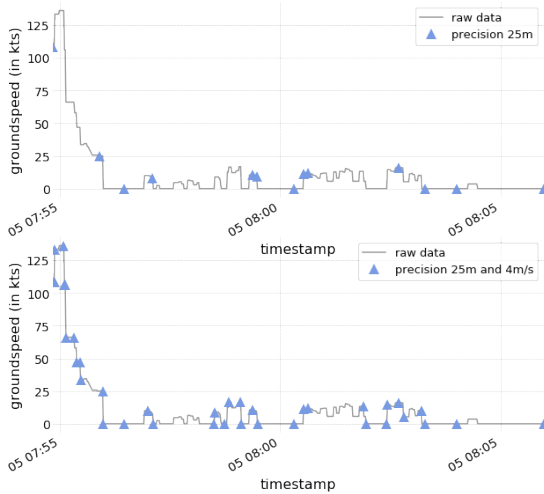 groundspeed (in kts)
125
100
75
50
25
0
raw data
precision 25m
05 07:55
05 08:00
05 08:05
timestamp
groundspeed (in kts)
125
100
75
50
25
0
raw data
precision 25m and 4m/s
05 07:55
05 08:00
05 08:05
timestamp